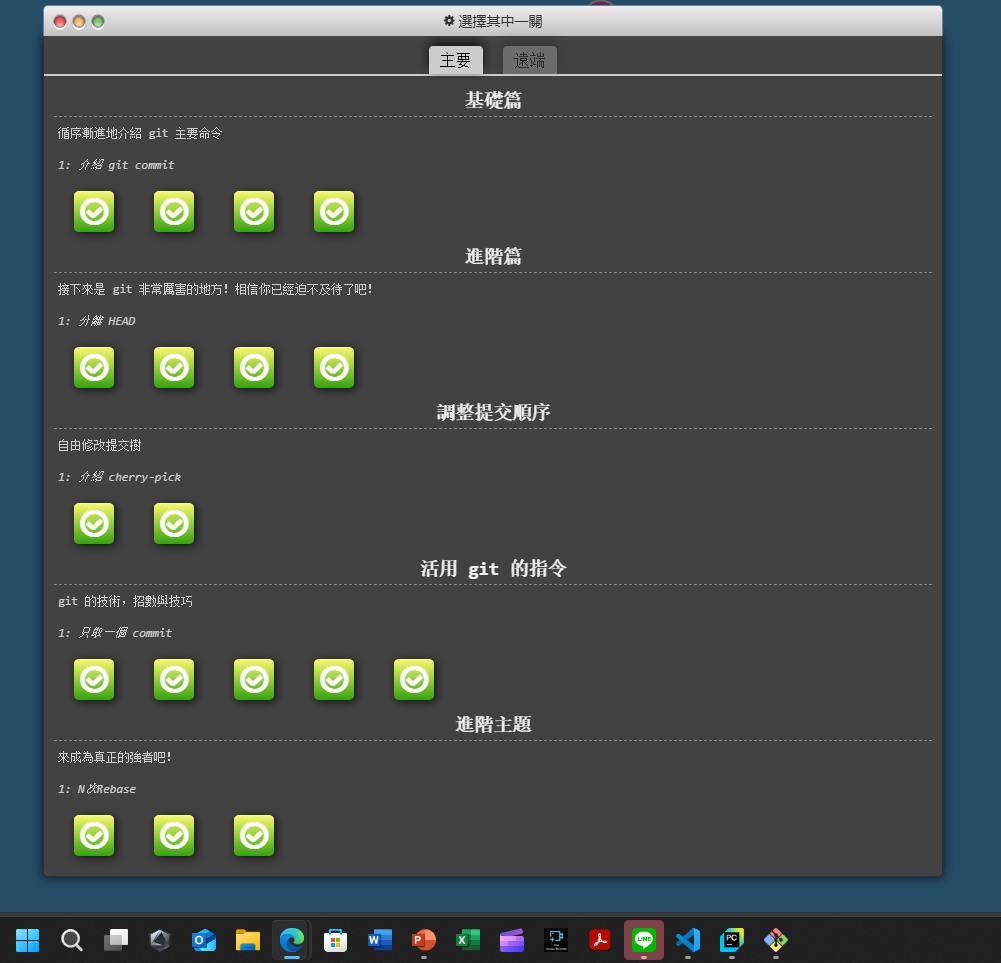 選擇其中一關
主要
遠端
基礎篇
循序漸進地介紹 git 主要命令
1: 介紹 git commit
進階篇
接下來是 git 非常厲害的地方！相信你已經迫不及待了吧！
1: 分離 HEAD
調整提交順序
自由修改提交樹
1: 介紹 cherry-pick
活用 git 的指令
git 的技術，招數與技巧
1: 只取一個 commit
進階主題
來成為真正的強者吧！
1: N次Rebase
O W P X LINE PC